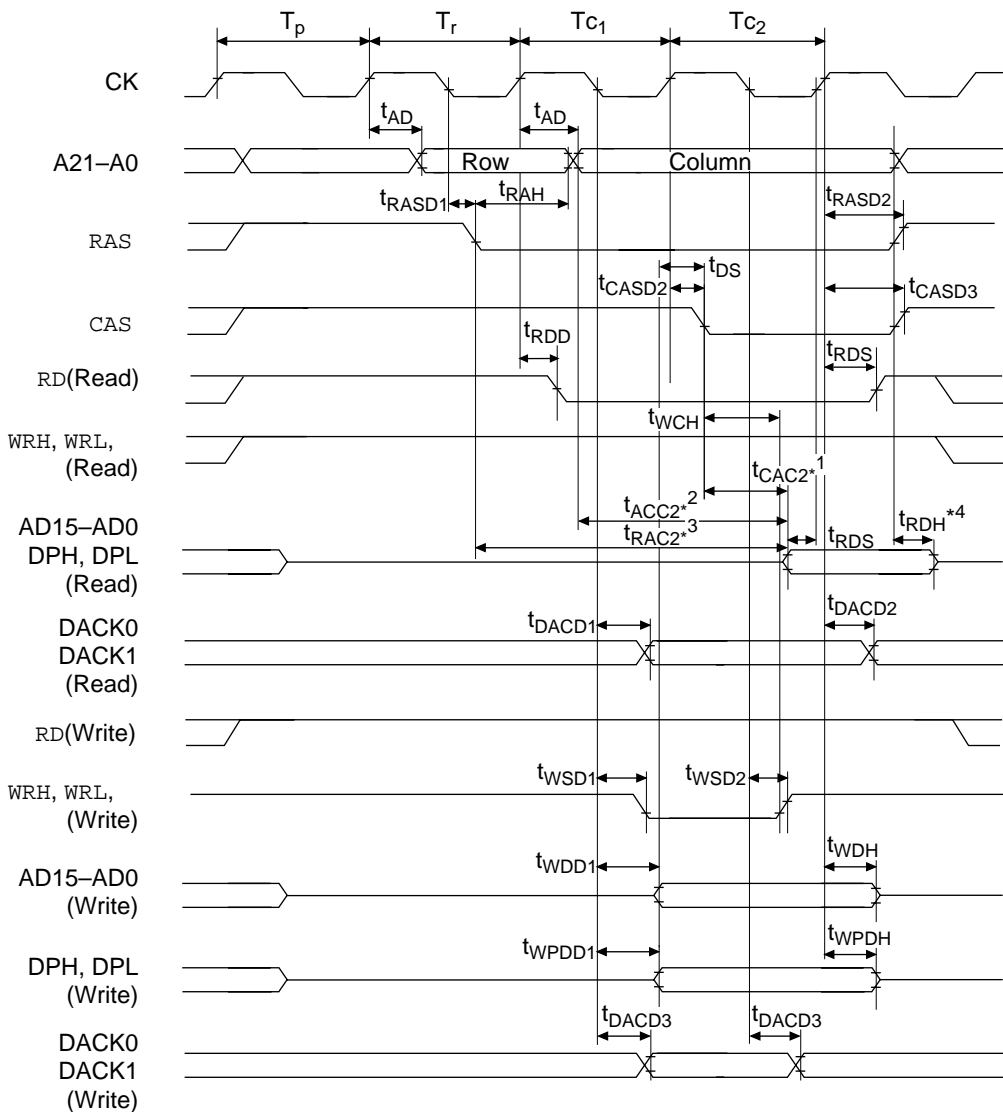 Tp Tr Tc1 Tc2
CK
tAD tAD
A21–A0 Row Column
tRASD1 tRAH tRASD2
RAS
tDS
tCASD2 tCASD3
CAS
tRDD tRDS
RD(Read)
tWCH
WRH, WRL,
(Read)
tCAC2*1
tACC2*2
AD15–AD0 tRDH*4
DPH, DPL tRAC2*3 tRDS
(Read)
DACK0 tDACD1 tDACD2
DACK1
(Read)
RD(Write)
WRH, WRL, tWSD1 tWSD2
(Write)
AD15–AD0 tWDD1 tWDH
(Write)
DPH, DPL tWPDD1 tWPDH
(Write)
DACK0 tDACD3 tDACD3
DACK1
(Write)